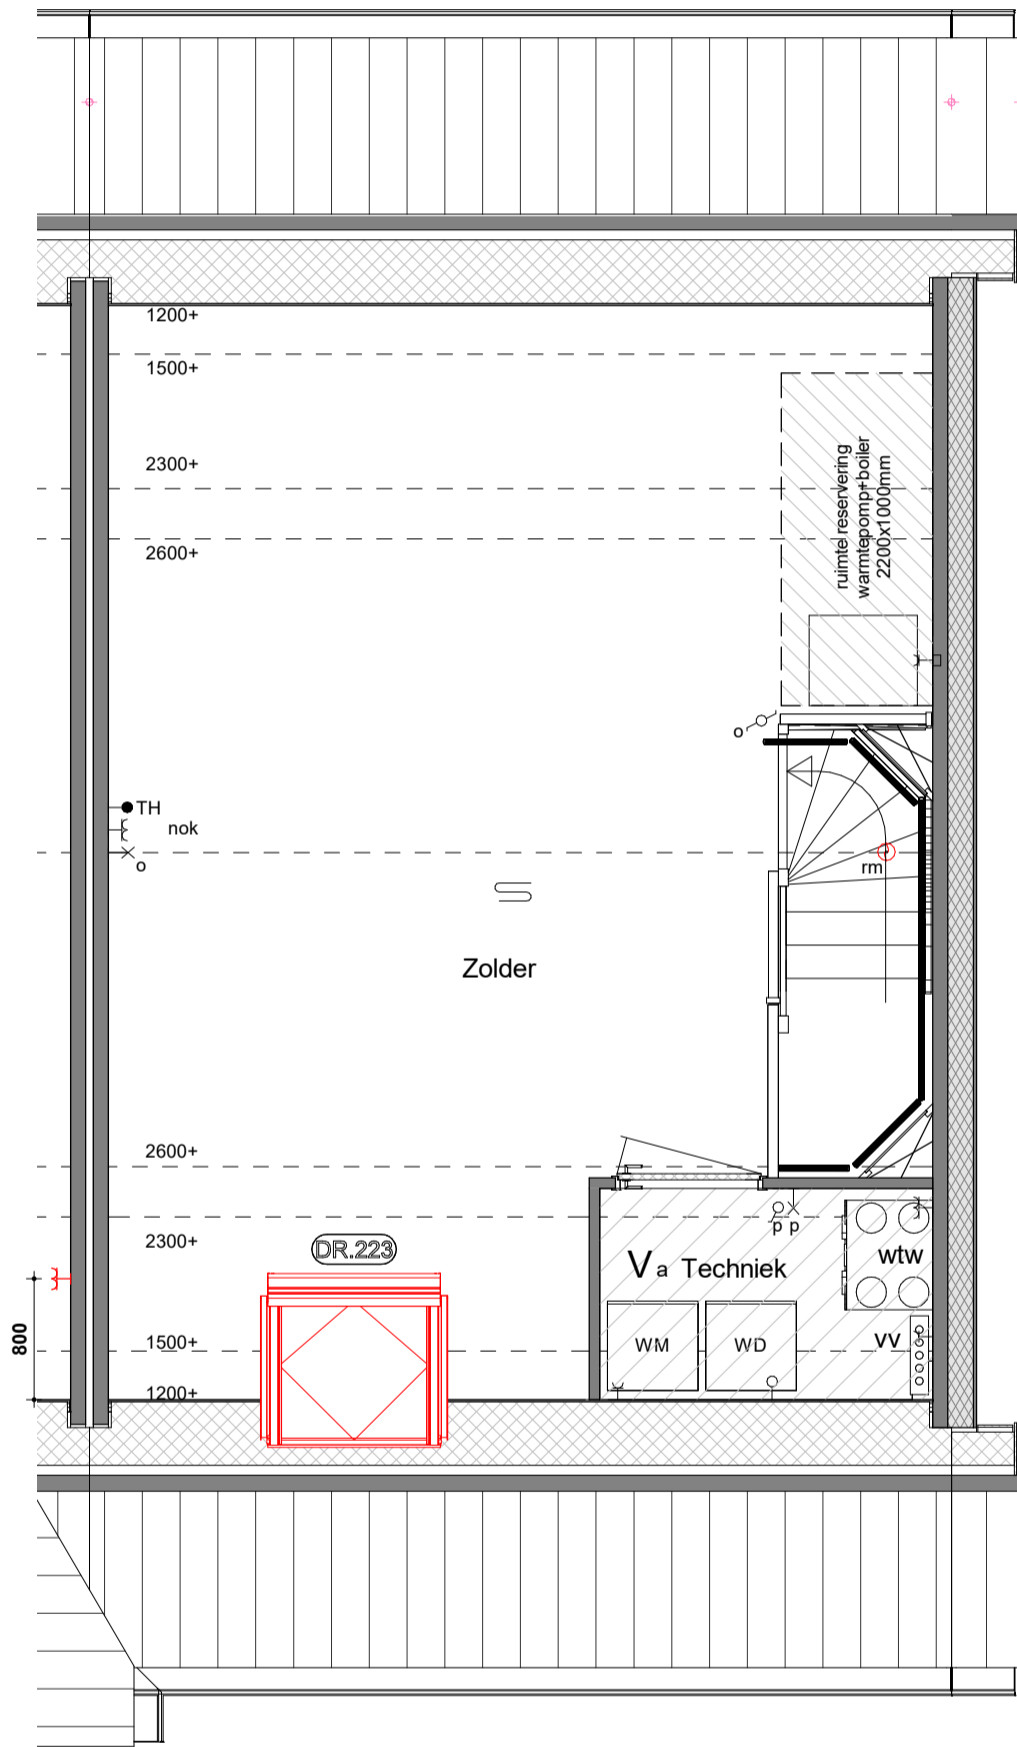 1200+
1500+
2300+
2600+
ruimte reservering
warmtepomp+boiler
2200x1000mm
o
TH
nok
o
rm
Zolder
2600+
2300+
DR.223
p p
Va Techniek
wtw
800
1500+
WM
WD
vv
1200+